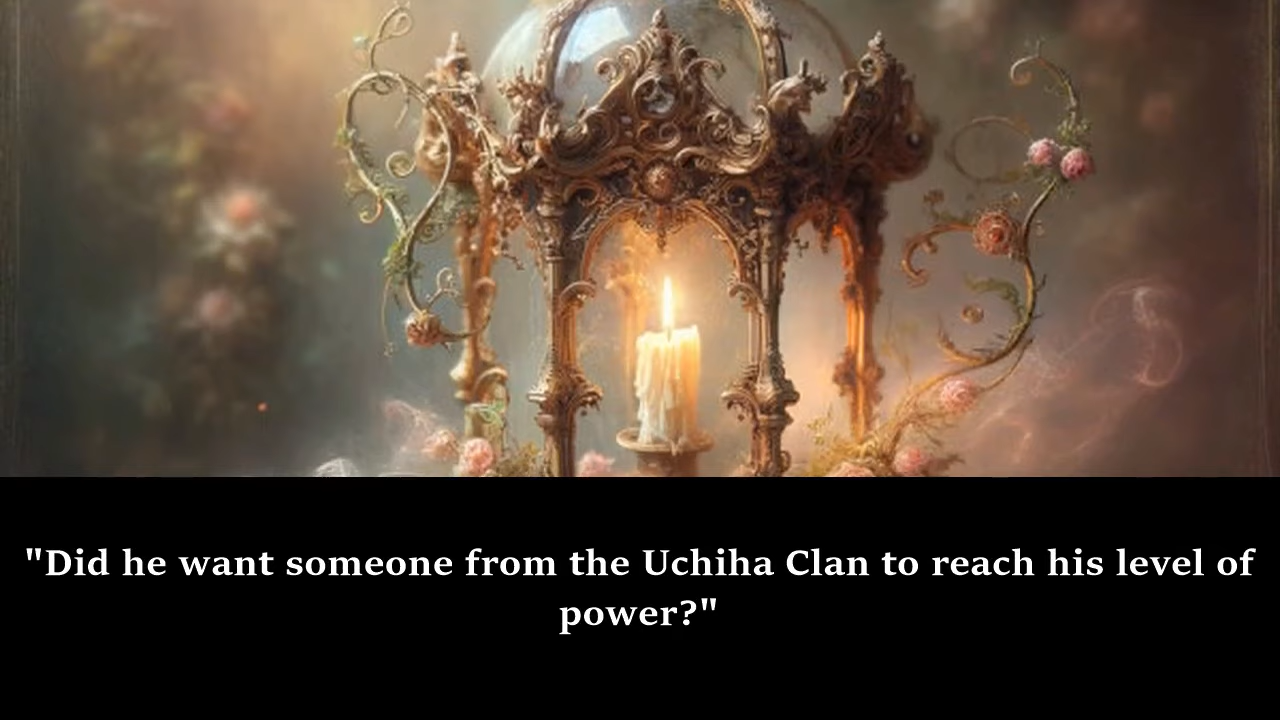 "Did he want someone from the Uchiha Clan to reach his level of
power?"